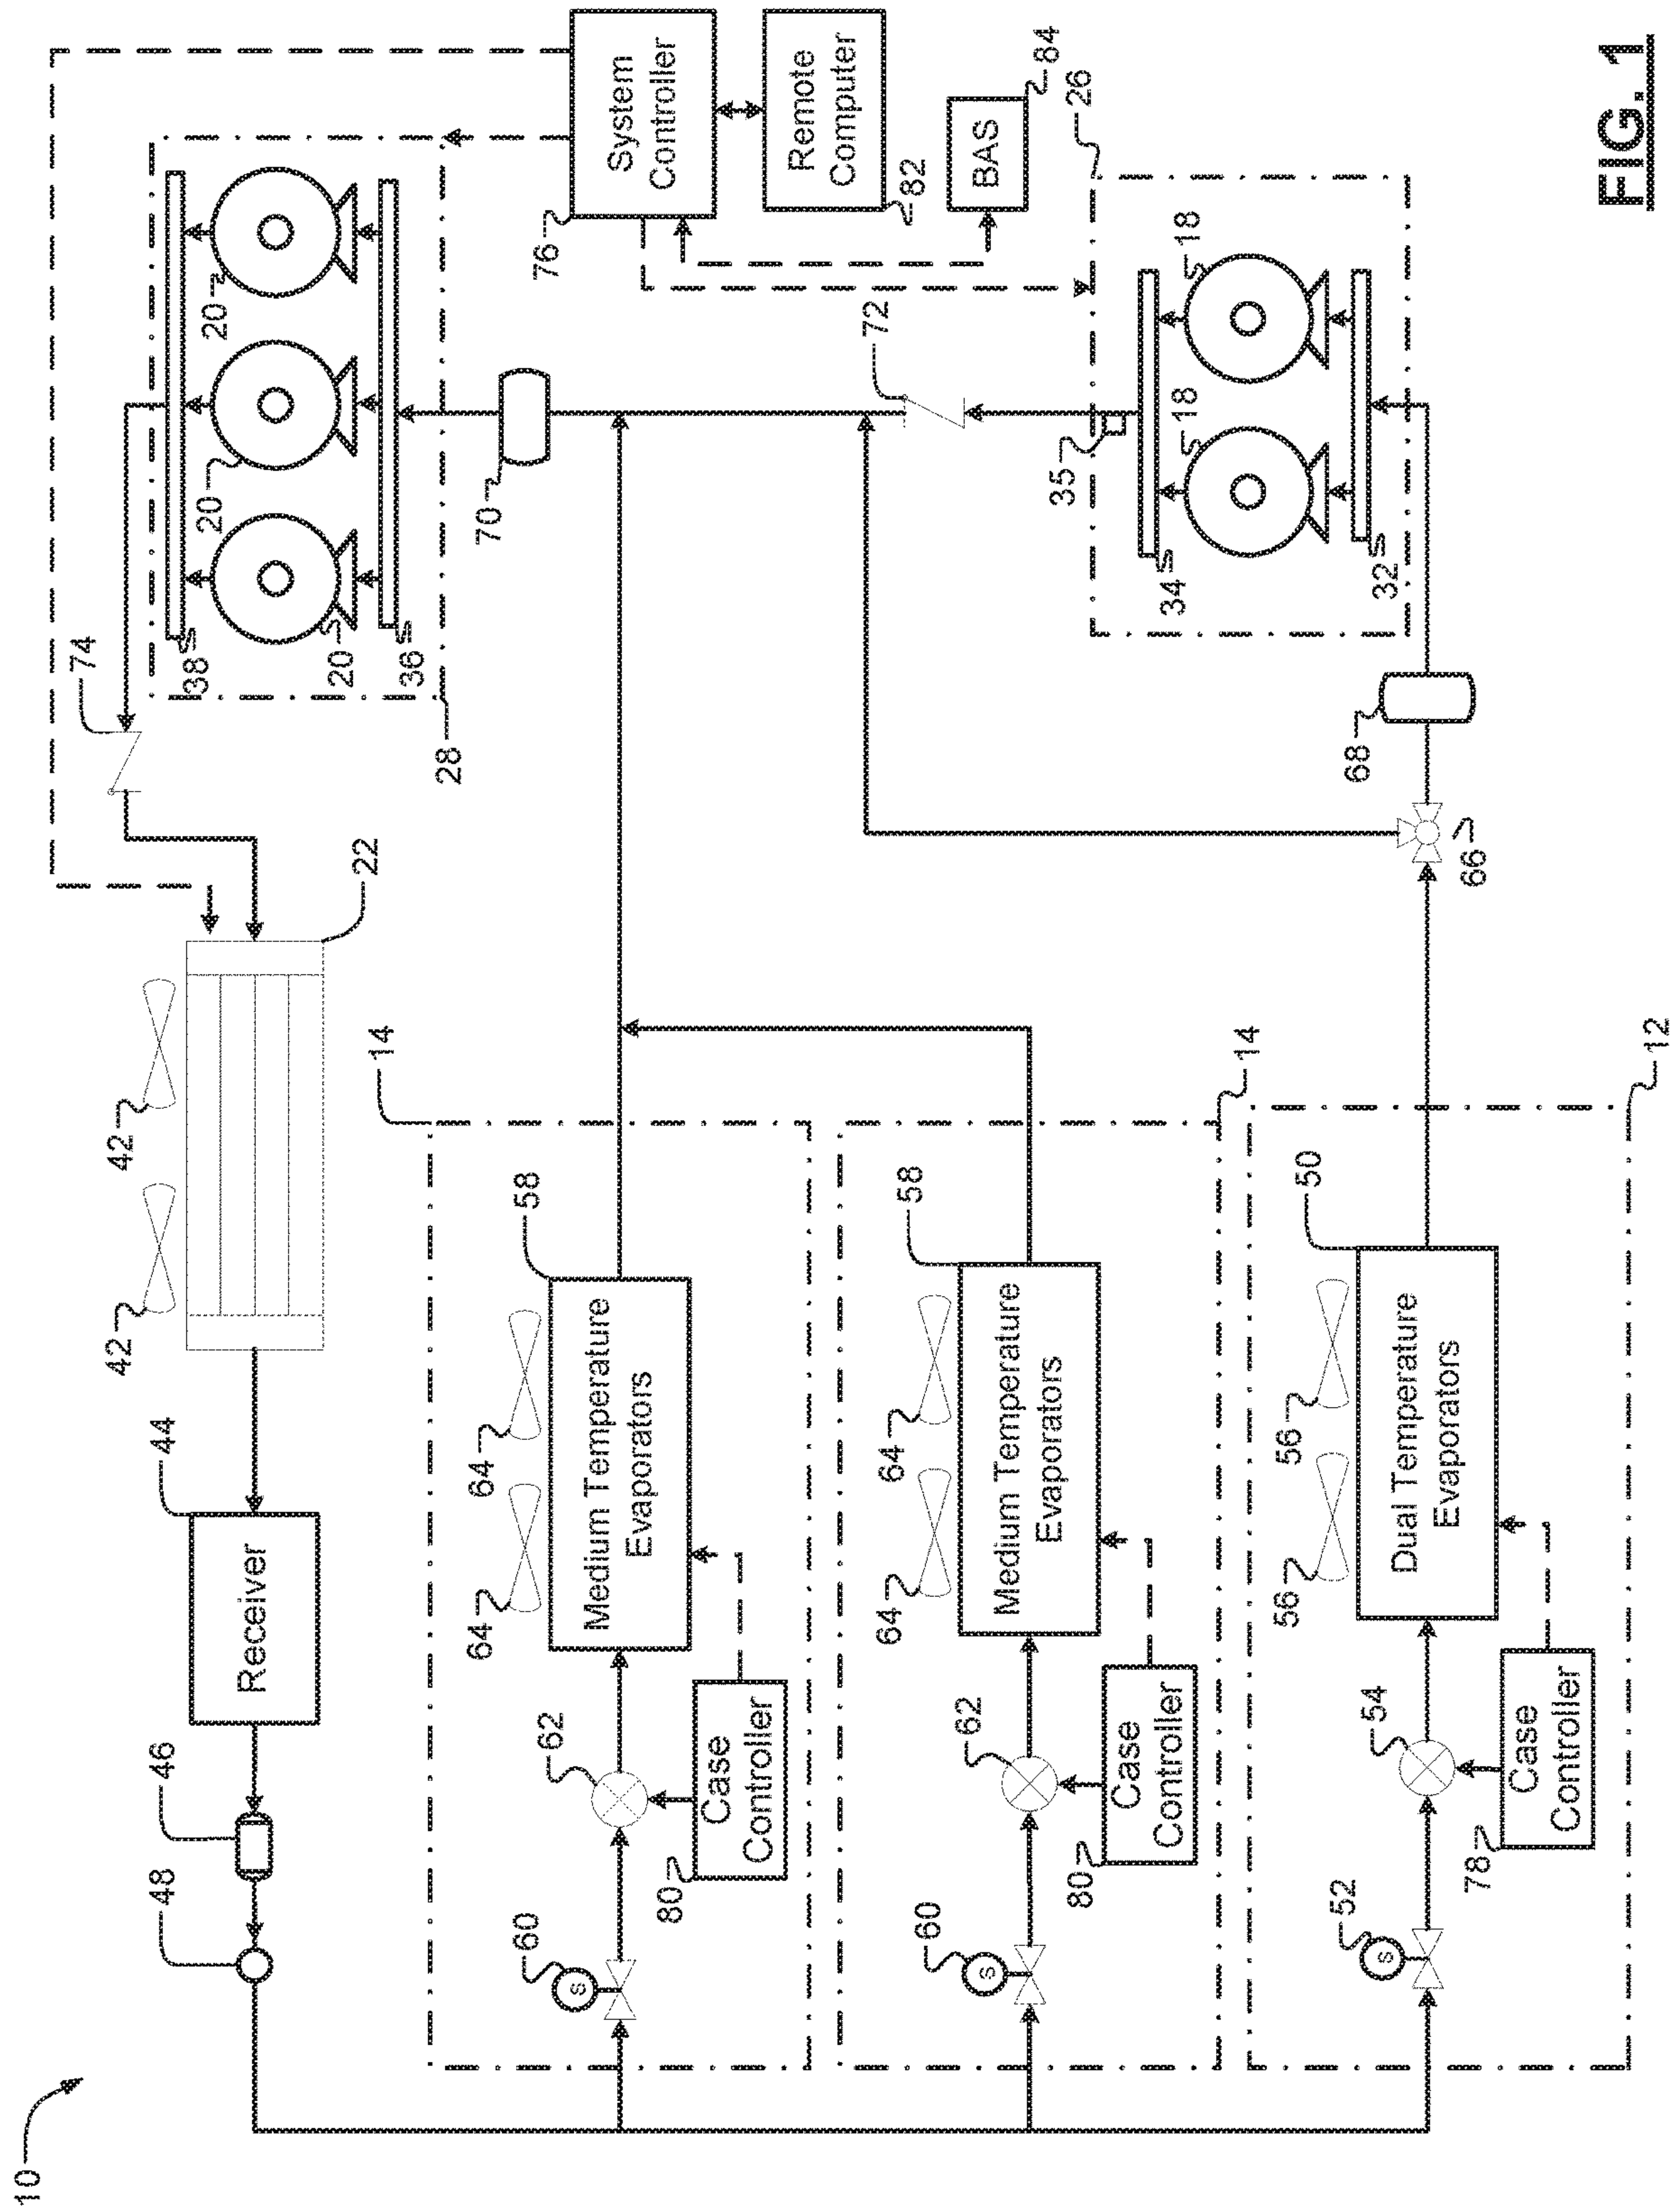 10
48
46
44
Receiver
42
42
22
74
38
20
20
20
36
28
76
System
Controller
Remote
Computer
82
BAS
84
26
70
72
35
34
18
18
32
68
66
14
58
64
64
Medium Temperature
Evaporators
62
60
S
80
Case
Controller
14
58
64
64
Medium Temperature
Evaporators
62
60
S
80
Case
Controller
12
50
56
56
Dual Temperature
Evaporators
54
52
S
78
Case
Controller
FIG. 1